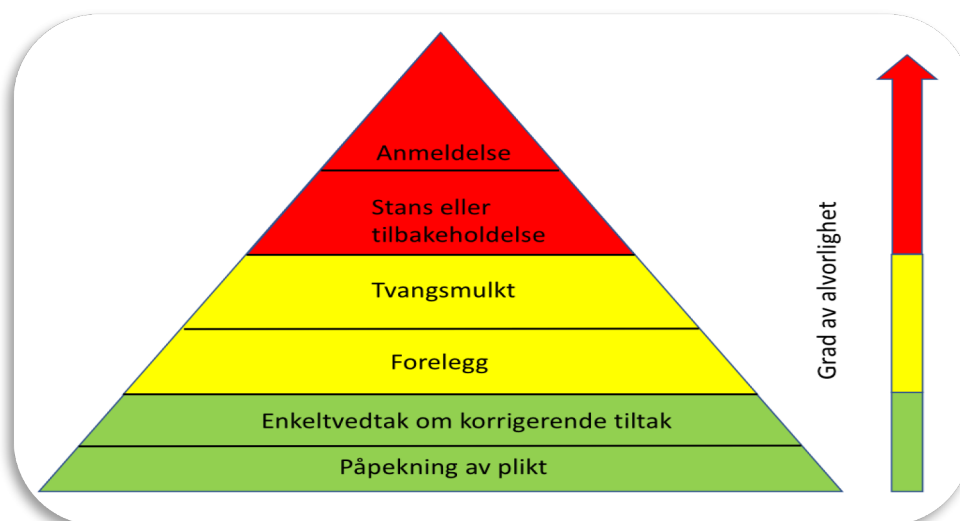 Anmeldelse
Stans eller
tilbakeholdelse
Tvangsmulkt
Forelegg
Enkeltvedtak om korrigerende tiltak
Påpekning av plikt
Grad av alvorlighet